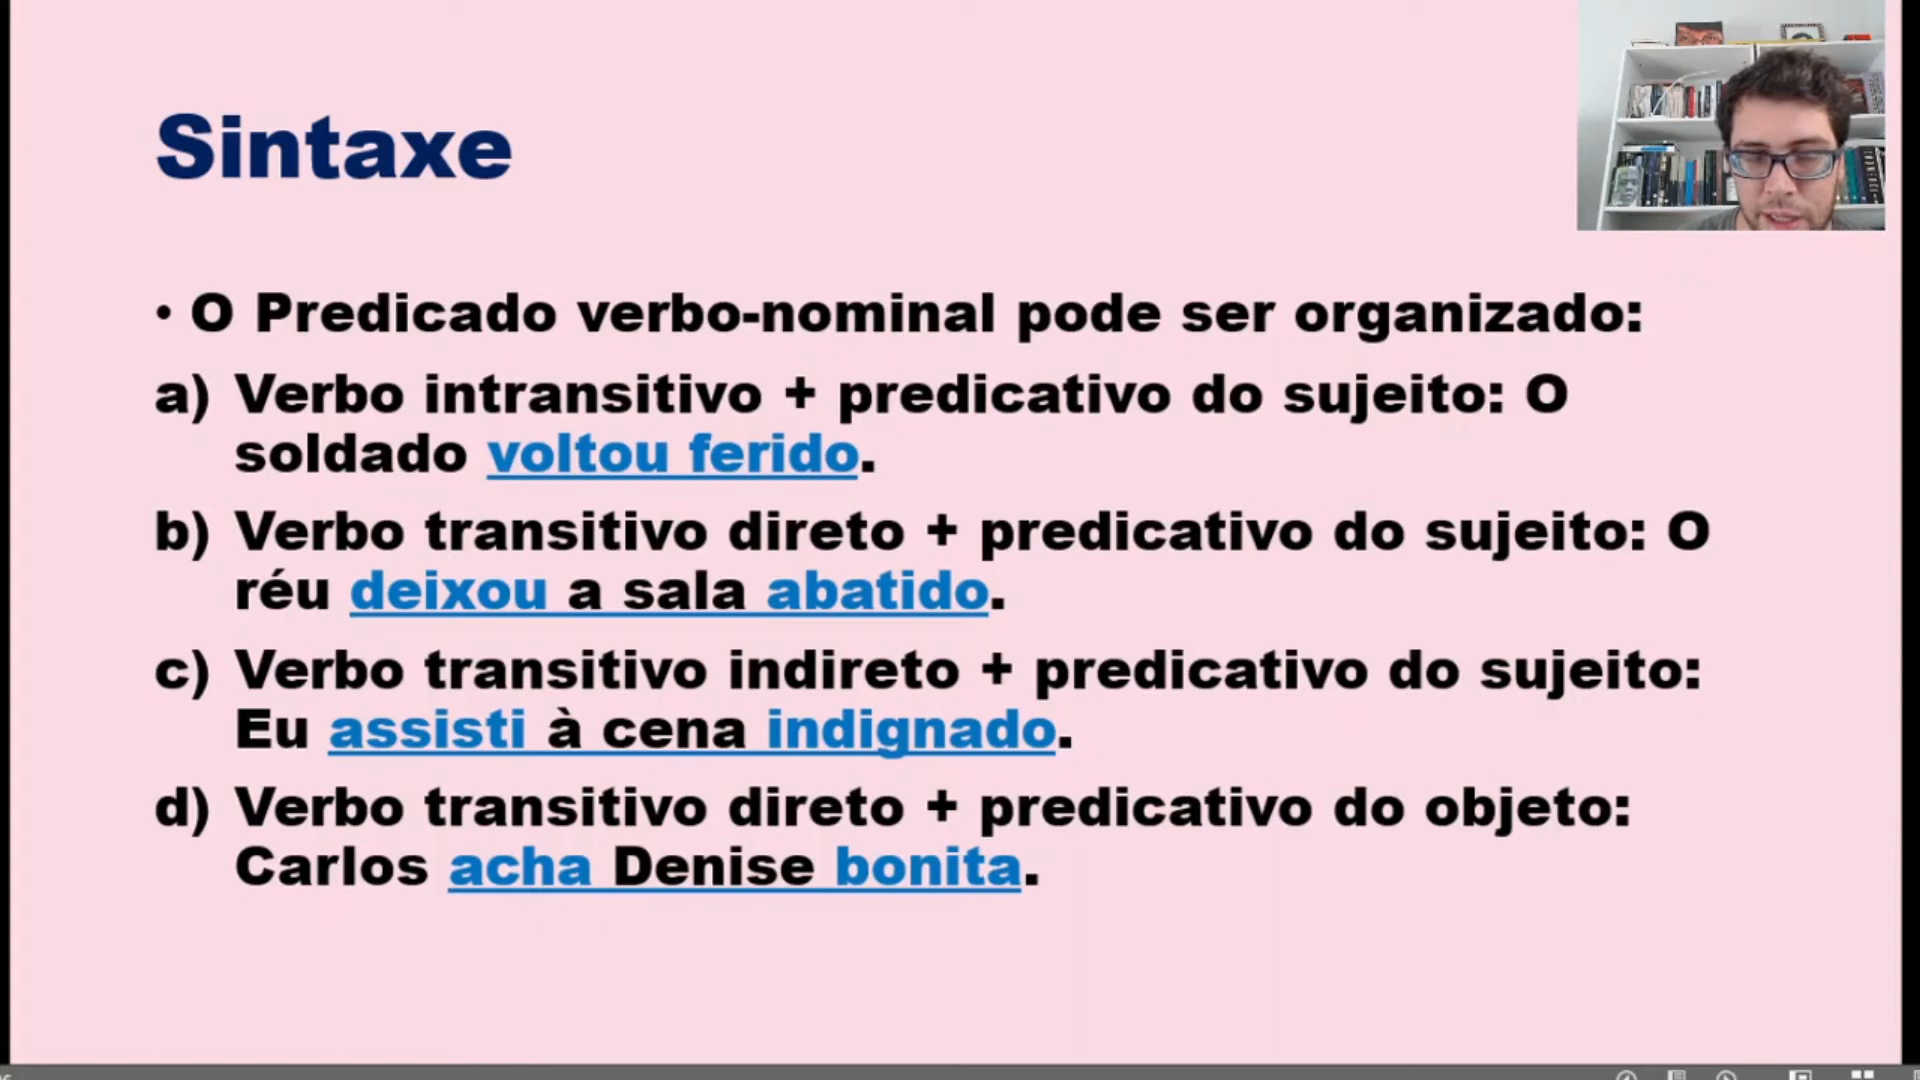 Sintaxe
• O Predicado verbo-nominal pode ser organizado:
a) Verbo intransitivo + predicativo do sujeito: O
soldado voltou ferido.
b) Verbo transitivo direto + predicativo do sujeito: O
réu deixou a sala abatido.
c) Verbo transitivo indireto + predicativo do sujeito:
Eu assisti à cena indignado.
d) Verbo transitivo direto + predicativo do objeto:
Carlos acha Denise bonita.